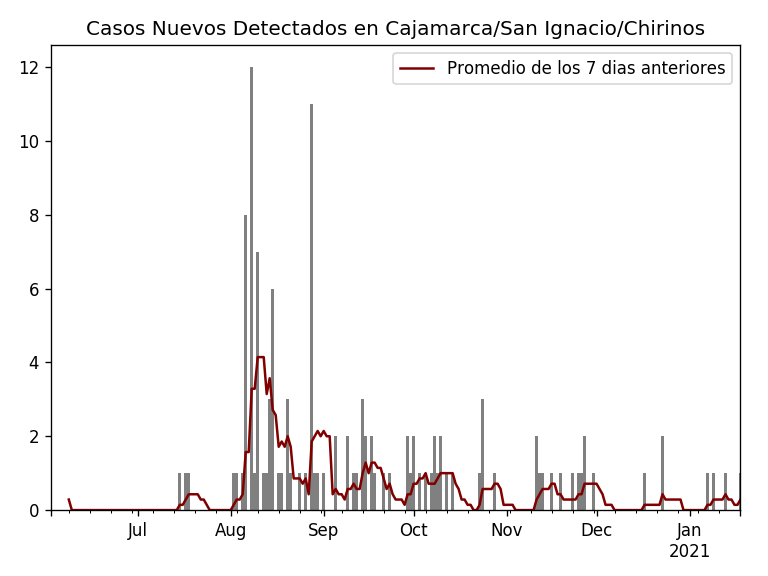 Casos Nuevos Detectados en Cajamarca/San Ignacio/Chirinos
Promedio de los 7 dias anteriores
12
10
8
6
4
2
0
Jul Aug Sep Oct Nov Dec Jan
2021